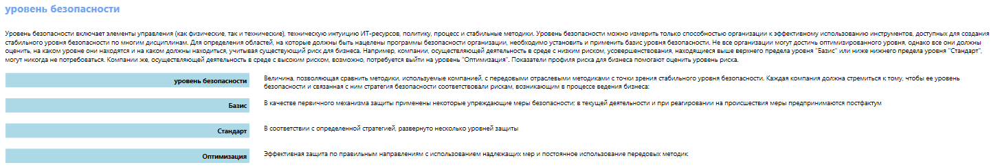 уровень безопасности
Уровень безопасности включает элементы управления (как физические, так и технические), техническую интуицию ИТ-ресурсов, политику, процесс и стабильные методики. Уровень безопасности можно измерить только способностью организации к эффективному использованию инструментов, доступных для создания
стабильного уровня безопасности по многим дисциплинам. Для определения областей, на которые должны быть нацелены программы безопасности организации, необходимо установить и применить базис уровня безопасности. Не все организации могут достичь оптимизированного уровня, однако все они должны
оценить, на каком уровне они находятся и на каком должны находиться, учитывая существующий риск для бизнеса. Например, компании, осуществляющей деятельность в среде с низким риском, усовершенствования, находящиеся выше верхнего предела уровня "Базис" или ниже нижнего предела уровня "Стандарт",
могут никогда не потребоваться. Компании же, осуществляющей деятельность в среде с высоким риском, возможно, потребуется выйти на уровень "Оптимизация". Показатели профиля риска для бизнеса помогают оценить уровень риска.
уровень безопасности
Величина, позволяющая сравнить методики, используемые компанией, с передовыми отраслевыми методиками с точки зрения стабильного уровня безопасности. Каждая компания должна стремиться к тому, чтобы ее уровень
безопасности и связанная с ним стратегия безопасности соответствовали рискам, возникающим в процессе ведения бизнеса:
Базис
В качестве первичного механизма защиты применены некоторые упреждающие меры безопасности; в текущей деятельности и при реагировании на происшествия меры предпринимаются постфактум
Стандарт
В соответствии с определенной стратегией, развернуто несколько уровней защиты
Оптимизация
Эффективная защита по правильным направлениям с использованием надлежащих мер и постоянное использование передовых методик